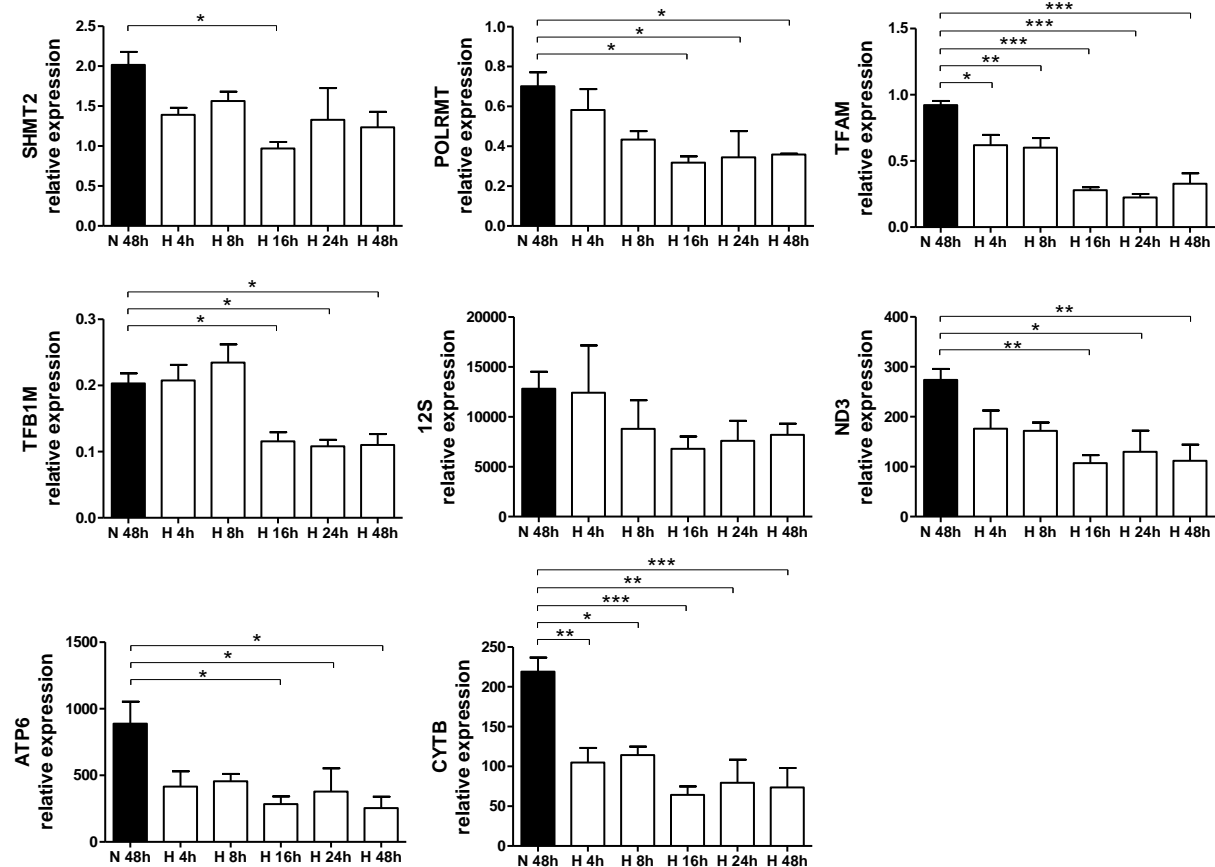 SHMT2
relative expression
2.5
2.0
1.5
1.0
0.5
0.0
*
N 48h H 4h H 8h H 16h H 24h H 48h
POLRMT
relative expression
1.0
0.8
0.6
0.4
0.2
0.0
*
*
*
N 48h H 4h H 8h H 16h H 24h H 48h
TFAM
relative expression
1.5
1.0
0.5
0.0
***
***
***
**
*
N 48h H 4h H 8h H 16h H 24h H 48h
TFB1M
relative expression
0.3
0.2
0.1
0.0
*
*
*
N 48h H 4h H 8h H 16h H 24h H 48h
12S
relative expression
20000
15000
10000
5000
0
N 48h H 4h H 8h H 16h H 24h H 48h
ND3
relative expression
400
300
200
100
0
**
*
**
N 48h H 4h H 8h H 16h H 24h H 48h
ATP6
relative expression
1500
1000
500
0
*
*
*
N 48h H 4h H 8h H 16h H 24h H 48h
CYTB
relative expression
250
200
150
100
50
0
***
**
***
*
**
N 48h H 4h H 8h H 16h H 24h H 48h